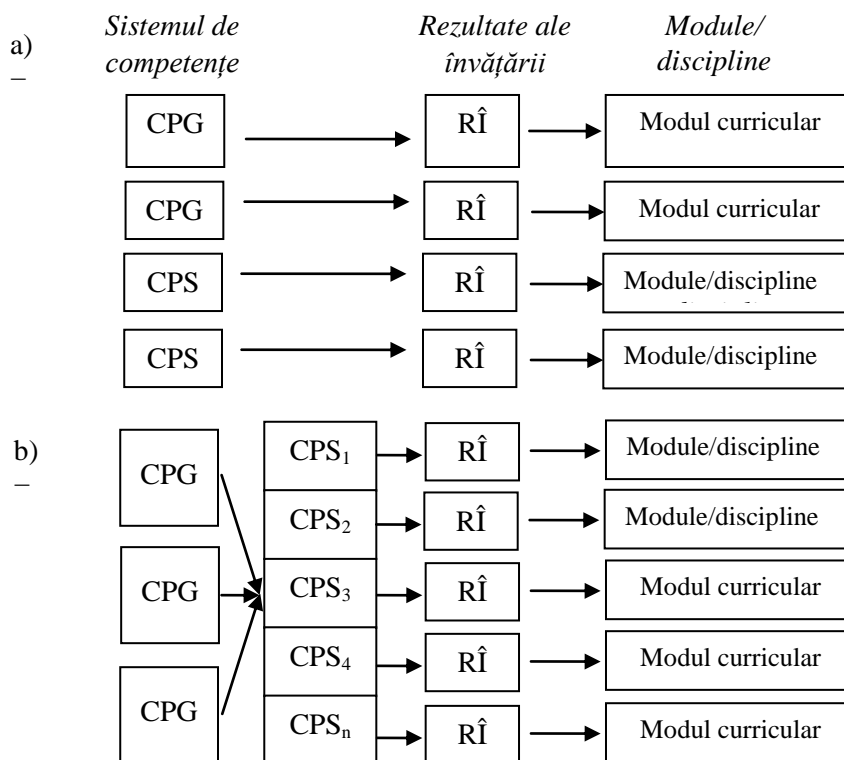 a)
–
Sistemul de
competențe
Rezultate ale
învățării
Module/
discipline
CPG
RÎ
Modul curricular
CPG
RÎ
Modul curricular
CPS
RÎ
Module/discipline
CPS
RÎ
Module/discipline
b)
–
CPG
CPG
CPG
CPS₁
RÎ
Module/discipline
CPS₂
RÎ
Module/discipline
CPS₃
RÎ
Modul curricular
CPS₄
RÎ
Modul curricular
CPSₙ
RÎ
Modul curricular